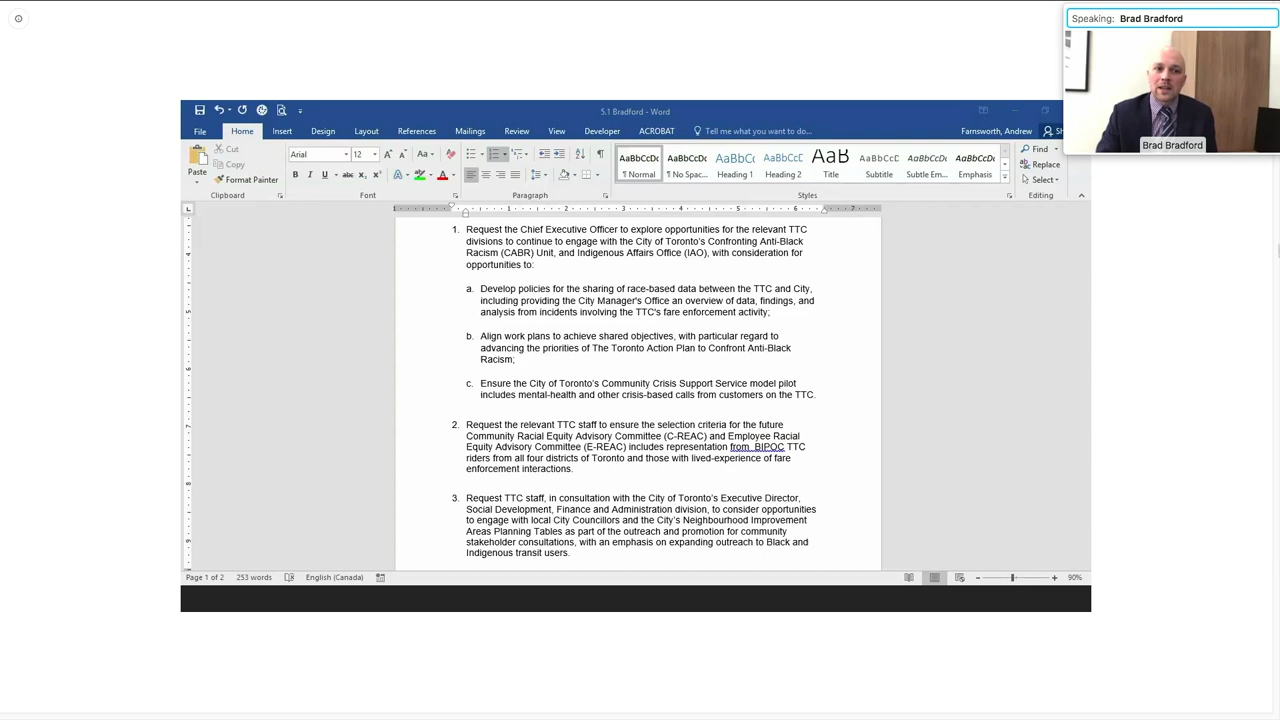 Speaking: Brad Bradford
Brad Bradford
5.1 Bradford - Word
File Home Insert Design Layout References Mailings Review View Developer ACROBAT Tell me what you want to do... Farnsworth, Andrew Sh
Paste
Cut
Copy
Format Painter
Clipboard
Arial 12
Font
Paragraph
AaBbCcDc AaBbCcDc AaBbCc AaBbCcD AaB AaBbCcD AaBbCcDc AaBbCcDc
¶ Normal ¶ No Spac... Heading 1 Heading 2 Title Subtitle Subtle Em... Emphasis
Styles
Find
Replace
Select
Editing
1. Request the Chief Executive Officer to explore opportunities for the relevant TTC
divisions to continue to engage with the City of Toronto's Confronting Anti-Black
Racism (CABR) Unit, and Indigenous Affairs Office (IAO), with consideration for
opportunities to:
a. Develop policies for the sharing of race-based data between the TTC and City,
including providing the City Manager's Office an overview of data, findings, and
analysis from incidents involving the TTC's fare enforcement activity;
b. Align work plans to achieve shared objectives, with particular regard to
advancing the priorities of The Toronto Action Plan to Confront Anti-Black
Racism;
c. Ensure the City of Toronto's Community Crisis Support Service model pilot
includes mental-health and other crisis-based calls from customers on the TTC.
2. Request the relevant TTC staff to ensure the selection criteria for the future
Community Racial Equity Advisory Committee (C-REAC) and Employee Racial
Equity Advisory Committee (E-REAC) includes representation from BIPOC TTC
riders from all four districts of Toronto and those with lived-experience of fare
enforcement interactions.
3. Request TTC staff, in consultation with the City of Toronto's Executive Director,
Social Development, Finance and Administration division, to consider opportunities
to engage with local City Councillors and the City's Neighbourhood Improvement
Areas Planning Tables as part of the outreach and promotion for community
stakeholder consultations, with an emphasis on expanding outreach to Black and
Indigenous transit users.
Page 1 of 2 253 words English (Canada) 90%